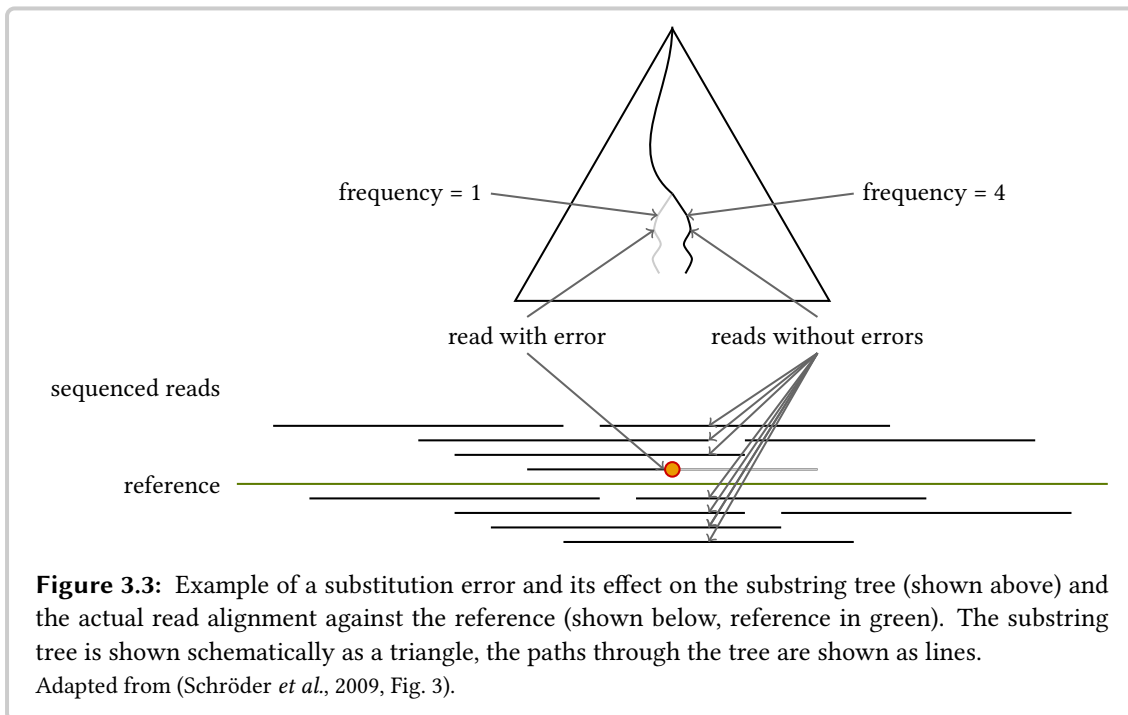 frequency = 1
frequency = 4
read with error
reads without errors
sequenced reads
reference
Figure 3.3: Example of a substitution error and its effect on the substring tree (shown above) and
the actual read alignment against the reference (shown below, reference in green). The substring
tree is shown schematically as a triangle, the paths through the tree are shown as lines.
Adapted from (Schröder et al., 2009, Fig. 3).